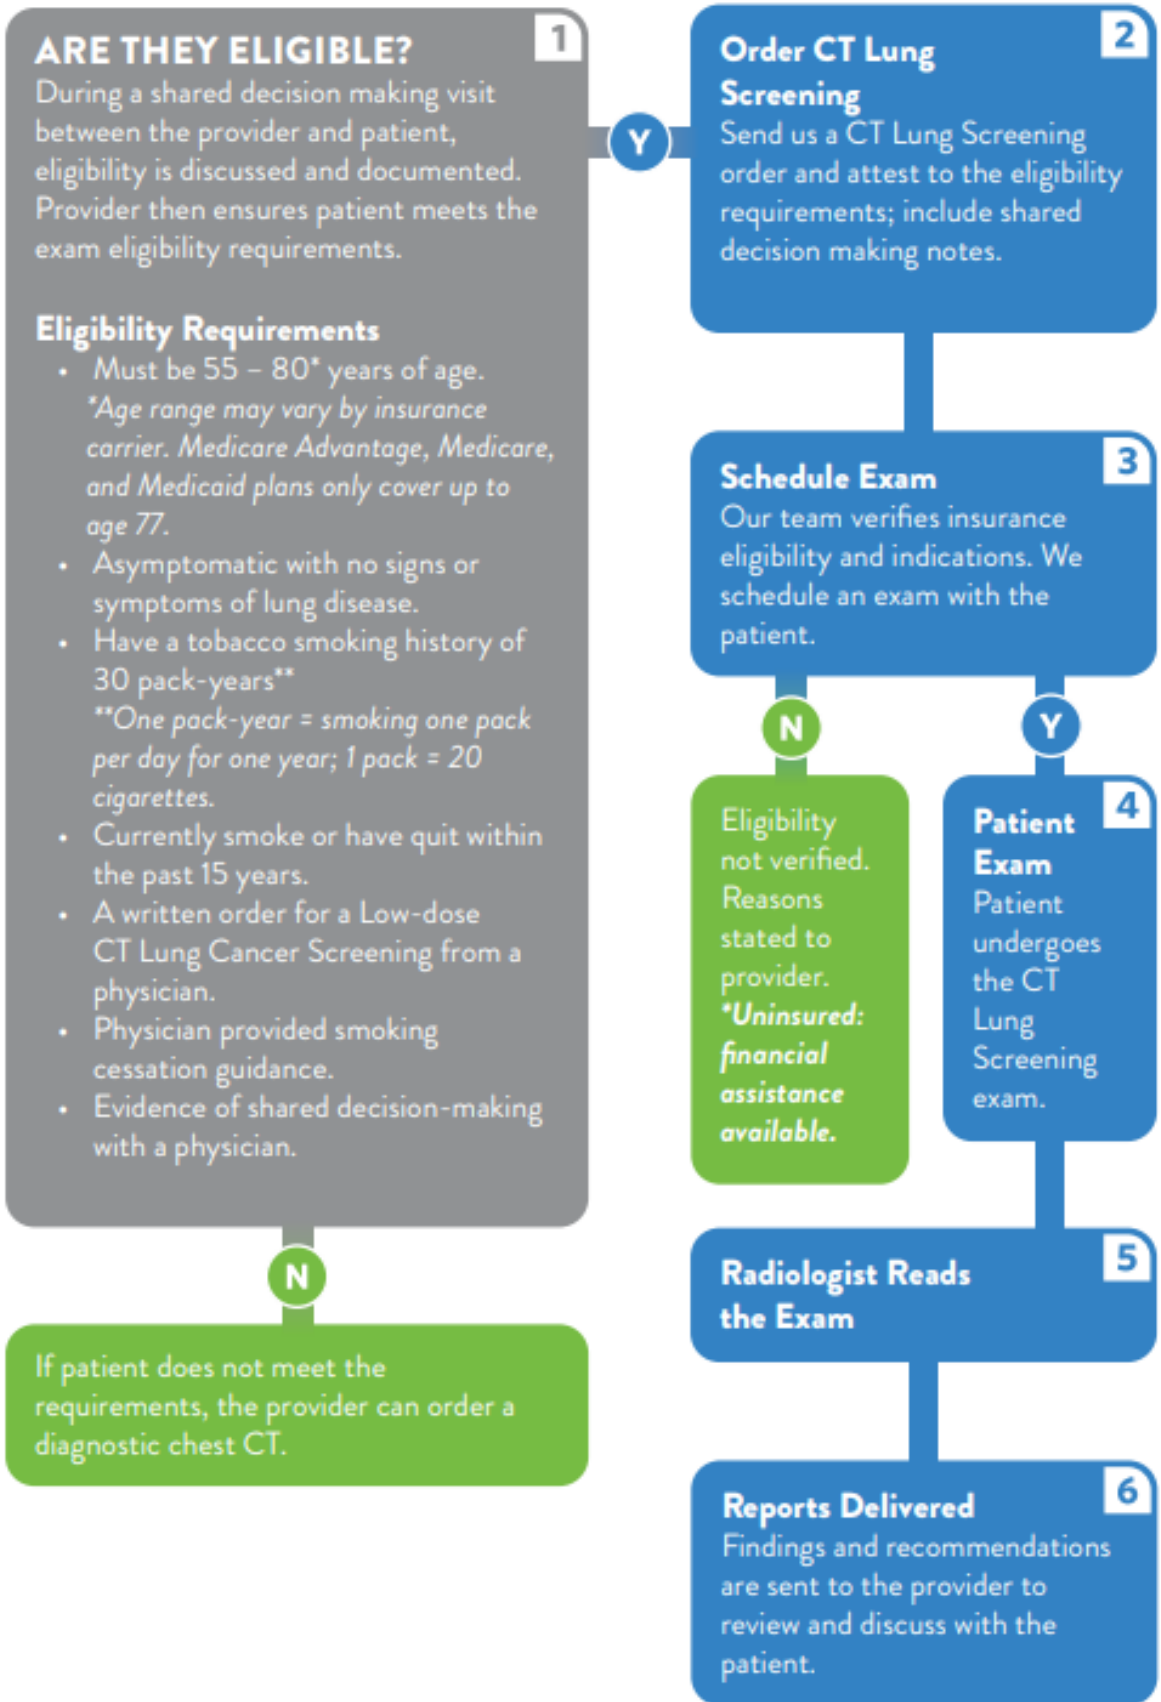 1
ARE THEY ELIGIBLE?
During a shared decision making visit
between the provider and patient,
eligibility is discussed and documented.
Provider then ensures patient meets the
exam eligibility requirements.
Eligibility Requirements
• Must be 55 – 80* years of age.
*Age range may vary by insurance
carrier. Medicare Advantage, Medicare,
and Medicaid plans only cover up to
age 77.
• Asymptomatic with no signs or
symptoms of lung disease.
• Have a tobacco smoking history of
30 pack-years**
**One pack-year = smoking one pack
per day for one year; 1 pack = 20
cigarettes.
• Currently smoke or have quit within
the past 15 years.
• A written order for a Low-dose
CT Lung Cancer Screening from a
physician.
• Physician provided smoking
cessation guidance.
• Evidence of shared decision-making
with a physician.
N
If patient does not meet the
requirements, the provider can order a
diagnostic chest CT.
Y
2
Order CT Lung
Screening
Send us a CT Lung Screening
order and attest to the eligibility
requirements; include shared
decision making notes.
3
Schedule Exam
Our team verifies insurance
eligibility and indications. We
schedule an exam with the
patient.
N
Eligibility
not verified.
Reasons
stated to
provider.
*Uninsured:
financial
assistance
available.
Y
4
Patient
Exam
Patient
undergoes
the CT
Lung
Screening
exam.
5
Radiologist Reads
the Exam
6
Reports Delivered
Findings and recommendations
are sent to the provider to
review and discuss with the
patient.